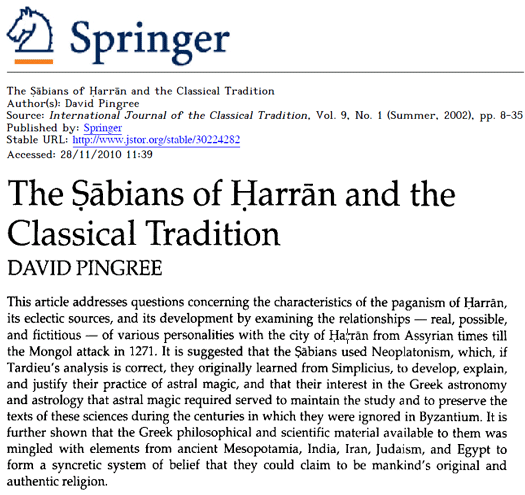 Springer
The Ṣābians of Ḥarrān and the Classical Tradition
Author(s): David Pingree
Source: International Journal of the Classical Tradition, Vol. 9, No. 1 (Summer, 2002), pp. 8-35
Published by: Springer
Stable URL: http://www.jstor.org/stable/30224282
Accessed: 28/11/2010 11:39
The Ṣābians of Ḥarrān and the
Classical Tradition
DAVID PINGREE
This article addresses questions concerning the characteristics of the paganism of Ḥarrān,
its eclectic sources, and its development by examining the relationships — real, possible,
and fictitious — of various personalities with the city of Ḥarrān from Assyrian times till
the Mongol attack in 1271. It is suggested that the Ṣābians used Neoplatonism, which, if
Tardieu's analysis is correct, they originally learned from Simplicius, to develop, explain,
and justify their practice of astral magic, and that their interest in the Greek astronomy
and astrology that astral magic required served to maintain the study and to preserve the
texts of these sciences during the centuries in which they were ignored in Byzantium. It is
further shown that the Greek philosophical and scientific material available to them was
mingled with elements from ancient Mesopotamia, India, Iran, Judaism, and Egypt to
form a syncretic system of belief that they could claim to be mankind's original and
authentic religion.